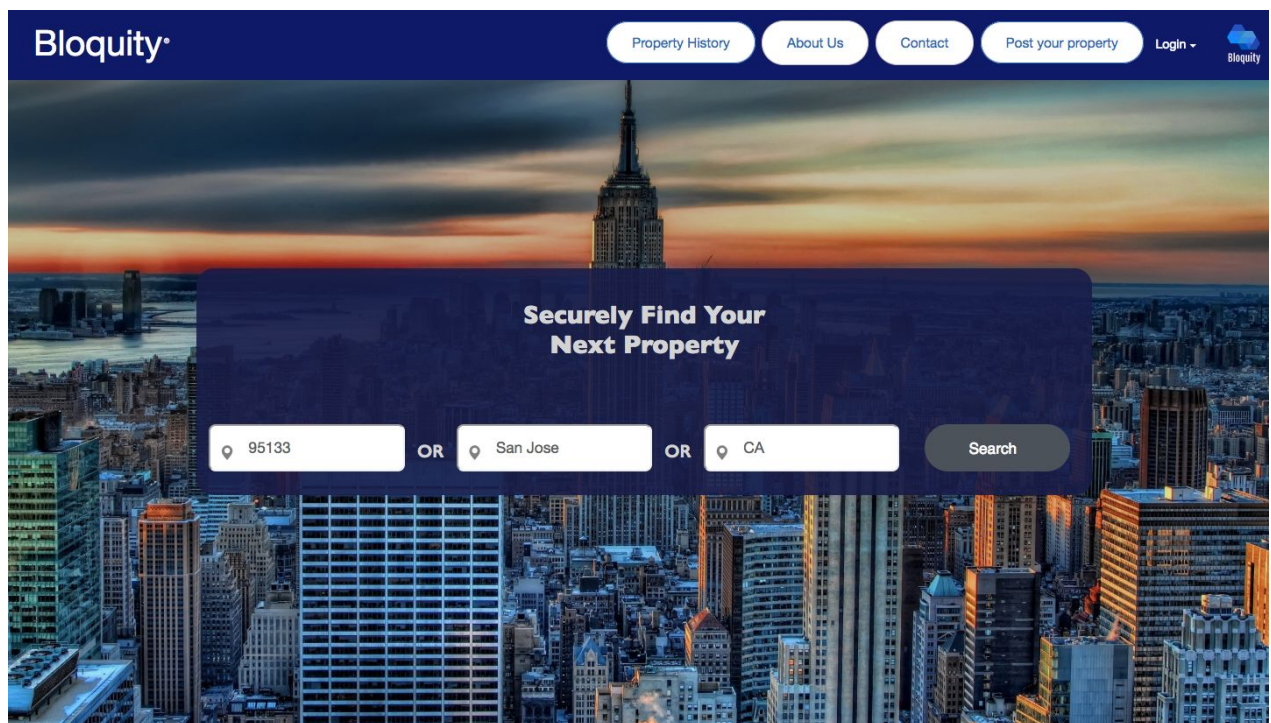 Bloquity
Property History
About Us
Contact
Post your property
Login
Bloquity
Securely Find Your
Next Property
95133
OR
San Jose
OR
CA
Search